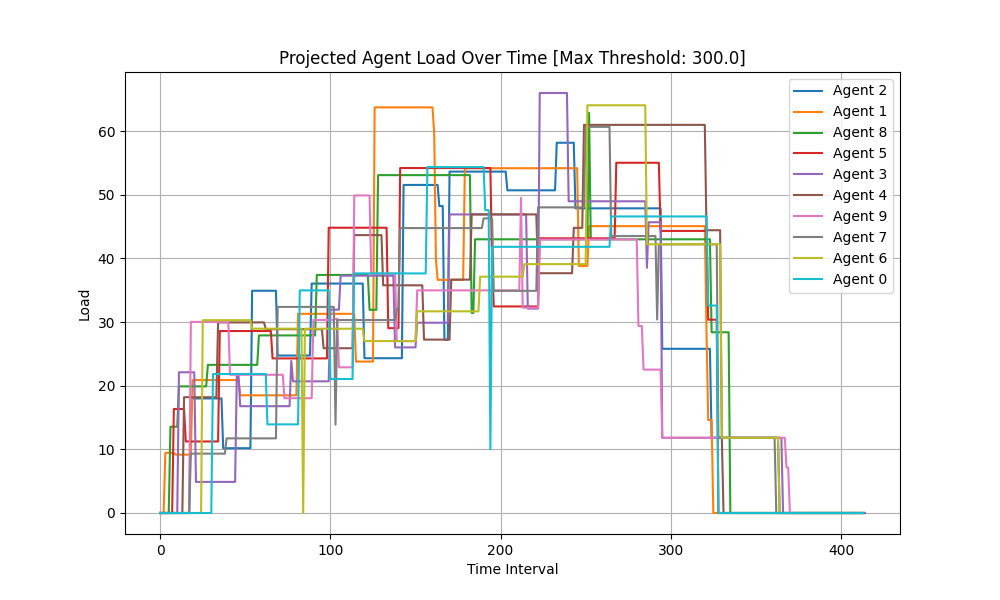 Projected Agent Load Over Time [Max Threshold: 300.0]
Load
60
50
40
30
20
10
0
0 100 200 300 400
Time Interval
Agent 2
Agent 1
Agent 8
Agent 5
Agent 3
Agent 4
Agent 9
Agent 7
Agent 6
Agent 0